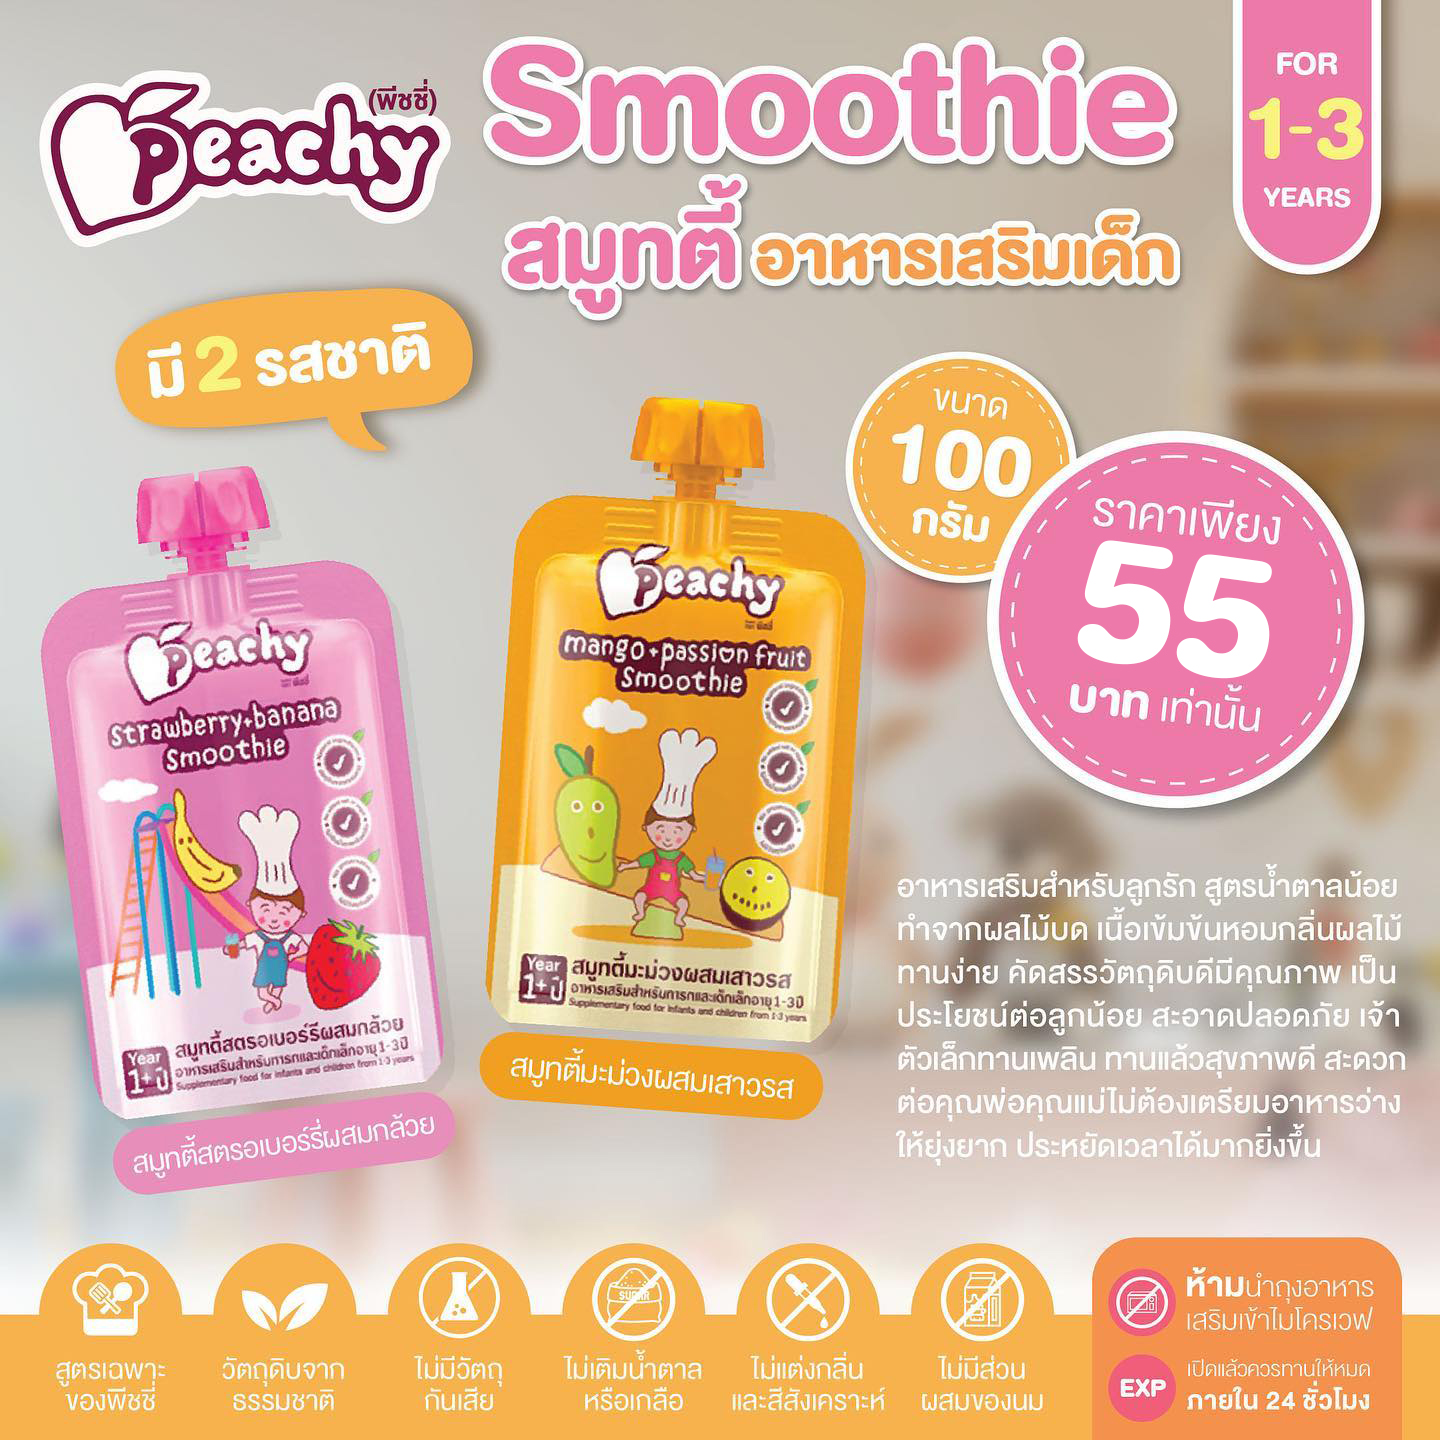 Peachy
(พีชชี่)
Smoothie
สมูทตี้ อาหารเสริมเด็ก
FOR
1-3
YEARS
มี 2 รสชาติ
ขนาด
100
กรัม
ราคาเพียง
55
บาท เท่านั้น
Peachy
strawberry+banana
Smoothie
Year
1+ปี
สมูทตี้สตรอเบอร์รีผสมกล้วย
อาหารเสริมสำหรับทารกและเด็กเล็กอายุ 1-3 ปี
Supplementary food for infants and children from 1-3 years
สมูทตี้สตรอเบอร์รี่ผสมกล้วย
Peachy
mango+passion fruit
Smoothie
Year
1+ปี
สมูทตี้มะม่วงผสมเสาวรส
อาหารเสริมสำหรับทารกและเด็กเล็กอายุ 1-3 ปี
Supplementary food for infants and children from 1-3 years
สมูทตี้มะม่วงผสมเสาวรส
อาหารเสริมสำหรับลูกรัก สูตรน้ำตาลน้อย
ทำจากผลไม้บด เนื้อเข้มข้นหอมกลิ่นผลไม้
ทานง่าย คัดสรรวัตถุดิบดีมีคุณภาพ เป็น
ประโยชน์ต่อลูกน้อย สะอาดปลอดภัย เจ้า
ตัวเล็กทานเพลิน ทานแล้วสุขภาพดี สะดวก
ต่อคุณพ่อคุณแม่ไม่ต้องเตรียมอาหารว่าง
ให้ยุ่งยาก ประหยัดเวลาได้มากยิ่งขึ้น
สูตรเฉพาะ
ของพีชชี่
วัตถุดิบจาก
ธรรมชาติ
ไม่มีวัตถุ
กันเสีย
SUGAR
ไม่เติมน้ำตาล
หรือเกลือ
ไม่แต่งกลิ่น
และสีสังเคราะห์
ไม่มีส่วน
ผสมของนม
ห้ามนำถุงอาหาร
เสริมเข้าไมโครเวฟ
EXP
เปิดแล้วควรทานให้หมด
ภายใน 24 ชั่วโมง